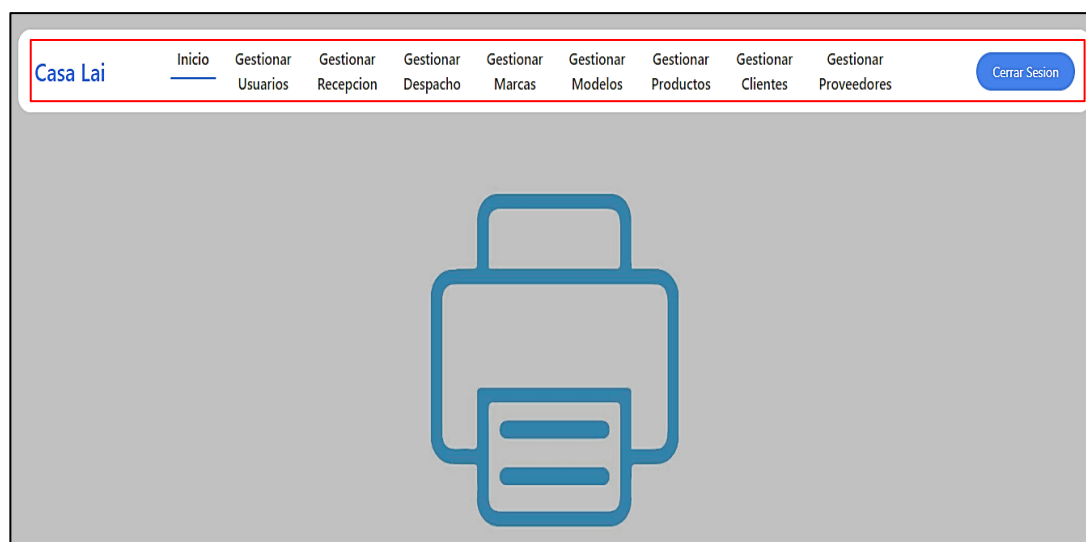 Casa Lai
Inicio
Gestionar
Usuarios
Gestionar
Recepcion
Gestionar
Despacho
Gestionar
Marcas
Gestionar
Modelos
Gestionar
Productos
Gestionar
Clientes
Gestionar
Proveedores
Cerrar Sesion